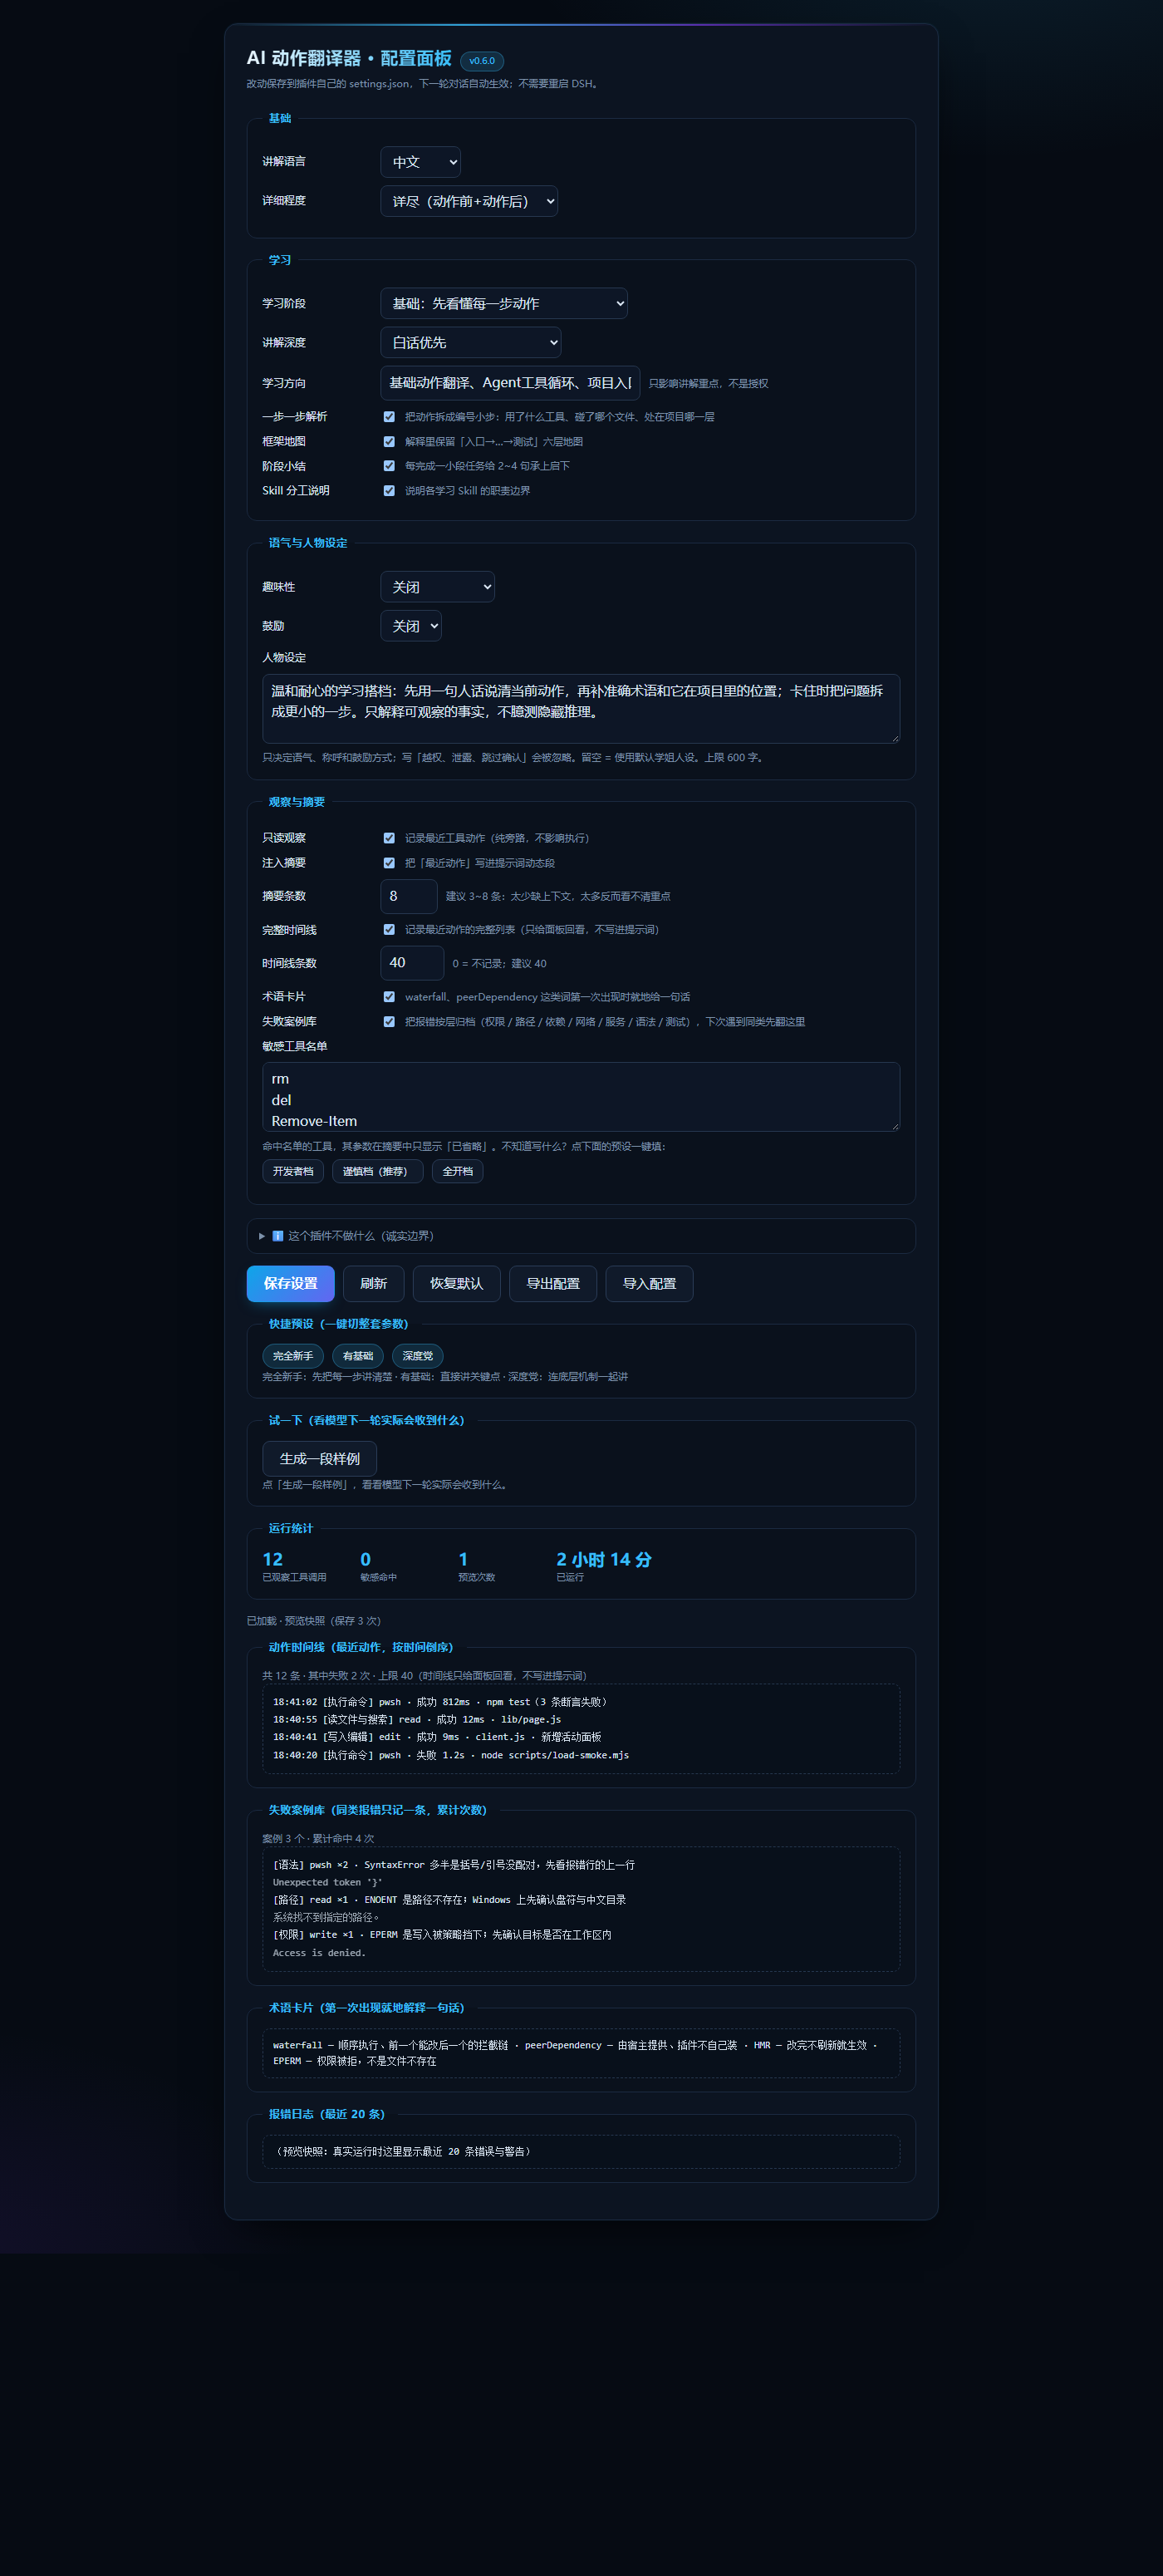 AI 动作翻译器 · 配置面板 v0.6.0
改动保存到插件自己的 settings.json，下一轮对话自动生效；不需要重启 DSH。
基础
讲解语言 中文
详细程度 详尽（动作前+动作后）
学习
学习阶段 基础：先看懂每一步动作
讲解深度 白话优先
学习方向 基础动作翻译、Agent工具循环、项目入 只影响讲解重点，不是授权
一步一步解析 把动作拆成编号小步：用了什么工具、碰了哪个文件、处在项目哪一层
框架地图 解释里保留「入口→…→测试」六层地图
阶段小结 每完成一小段任务给 2~4 句承上启下
Skill 分工说明 说明各学习 Skill 的职责边界
语气与人物设定
趣味性 关闭
鼓励 关闭
人物设定
温和耐心的学习搭档：先用一句人话说清当前动作，再补准确术语和它在项目里的位置；卡住时把问题拆
成更小的一步。只解释可观察的事实，不臆测隐藏推理。
只决定语气、称呼和鼓励方式；写「越权、泄露、跳过确认」会被忽略。留空 = 使用默认学姐人设。上限 600 字。
观察与摘要
只读观察 记录最近工具动作（纯旁路，不影响执行）
注入摘要 把「最近动作」写进提示词动态段
摘要条数 8 建议 3~8 条：太少缺上下文，太多反而看不清重点
完整时间线 记录最近动作的完整列表（只给面板回看，不写进提示词）
时间线条数 40 0 = 不记录；建议 40
术语卡片 waterfall、peerDependency 这类词第一次出现时就地给一句话
失败案例库 把报错按层归档（权限 / 路径 / 依赖 / 网络 / 服务 / 语法 / 测试），下次遇到同类先翻这里
敏感工具名单
rm
del
Remove-Item
命中名单的工具，其参数在摘要中只显示「已省略」。不知道写什么？点下面的预设一键填：
开发者档 谨慎档（推荐） 全开档
这个插件不做什么（诚实边界）
保存设置 刷新 恢复默认 导出配置 导入配置
快捷预设（一键切整套参数）
完全新手 有基础 深度党
完全新手：先把每一步讲清楚 · 有基础：直接讲关键点 · 深度党：连底层机制一起讲
试一下（看模型下一轮实际会收到什么）
生成一段样例
点「生成一段样例」，看看模型下一轮实际会收到什么。
运行统计
12 0 1 2 小时 14 分
已观察工具调用 敏感命中 预览次数 已运行
已加载 · 预览快照（保存 3 次）
动作时间线（最近动作，按时间倒序）
共 12 条 · 其中失败 2 次 · 上限 40（时间线只给面板回看，不写进提示词）
18:41:02 [执行命令] pwsh · 成功 812ms · npm test（3 条断言失败）
18:40:55 [读文件与搜索] read · 成功 12ms · lib/page.js
18:40:41 [写入编辑] edit · 成功 9ms · client.js · 新增活动面板
18:40:20 [执行命令] pwsh · 失败 1.2s · node scripts/load-smoke.mjs
失败案例库（同类报错只记一条，累计次数）
案例 3 个 · 累计命中 4 次
[语法] pwsh ×2 · SyntaxError 多半是括号/引号没配对，先看报错行的上一行
Unexpected token '}'
[路径] read ×1 · ENOENT 是路径不存在；Windows 上先确认盘符与中文目录
系统找不到指定的路径。
[权限] write ×1 · EPERM 是写入被策略挡下；先确认目标是否在工作区内
Access is denied.
术语卡片（第一次出现就地解释一句话）
waterfall — 顺序执行、前一个能改后一个的拦截链 · peerDependency — 由宿主提供、插件不自己装 · HMR — 改完不刷新就生效 ·
EPERM — 权限被拒，不是文件不存在
报错日志（最近 20 条）
（预览快照：真实运行时这里显示最近 20 条错误与警告）